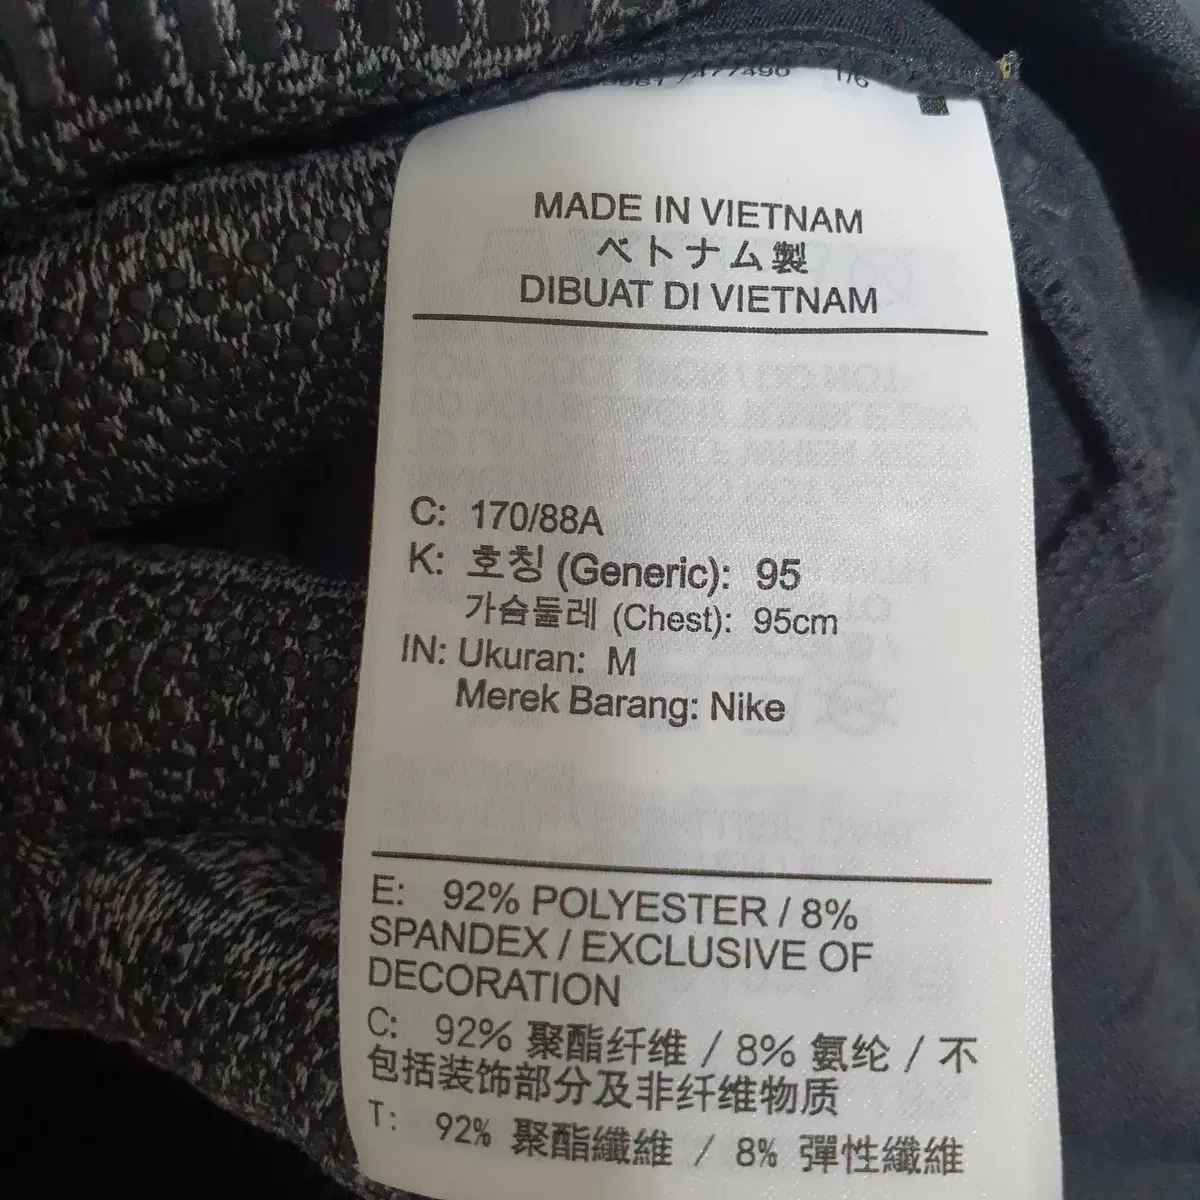 477490 1/6
MADE IN VIETNAM
ベトナム製
DIBUAT DI VIETNAM
C: 170/88A
K: 호칭 (Generic): 95
가슴둘레 (Chest): 95cm
IN: Ukuran: M
Merek Barang: Nike
E: 92% POLYESTER / 8%
SPANDEX / EXCLUSIVE OF
DECORATION
C: 92% 聚酯纤维 / 8% 氨纶 / 不
包括装饰部分及非纤维物质
T: 92% 聚酯纖維 / 8% 彈性纖維